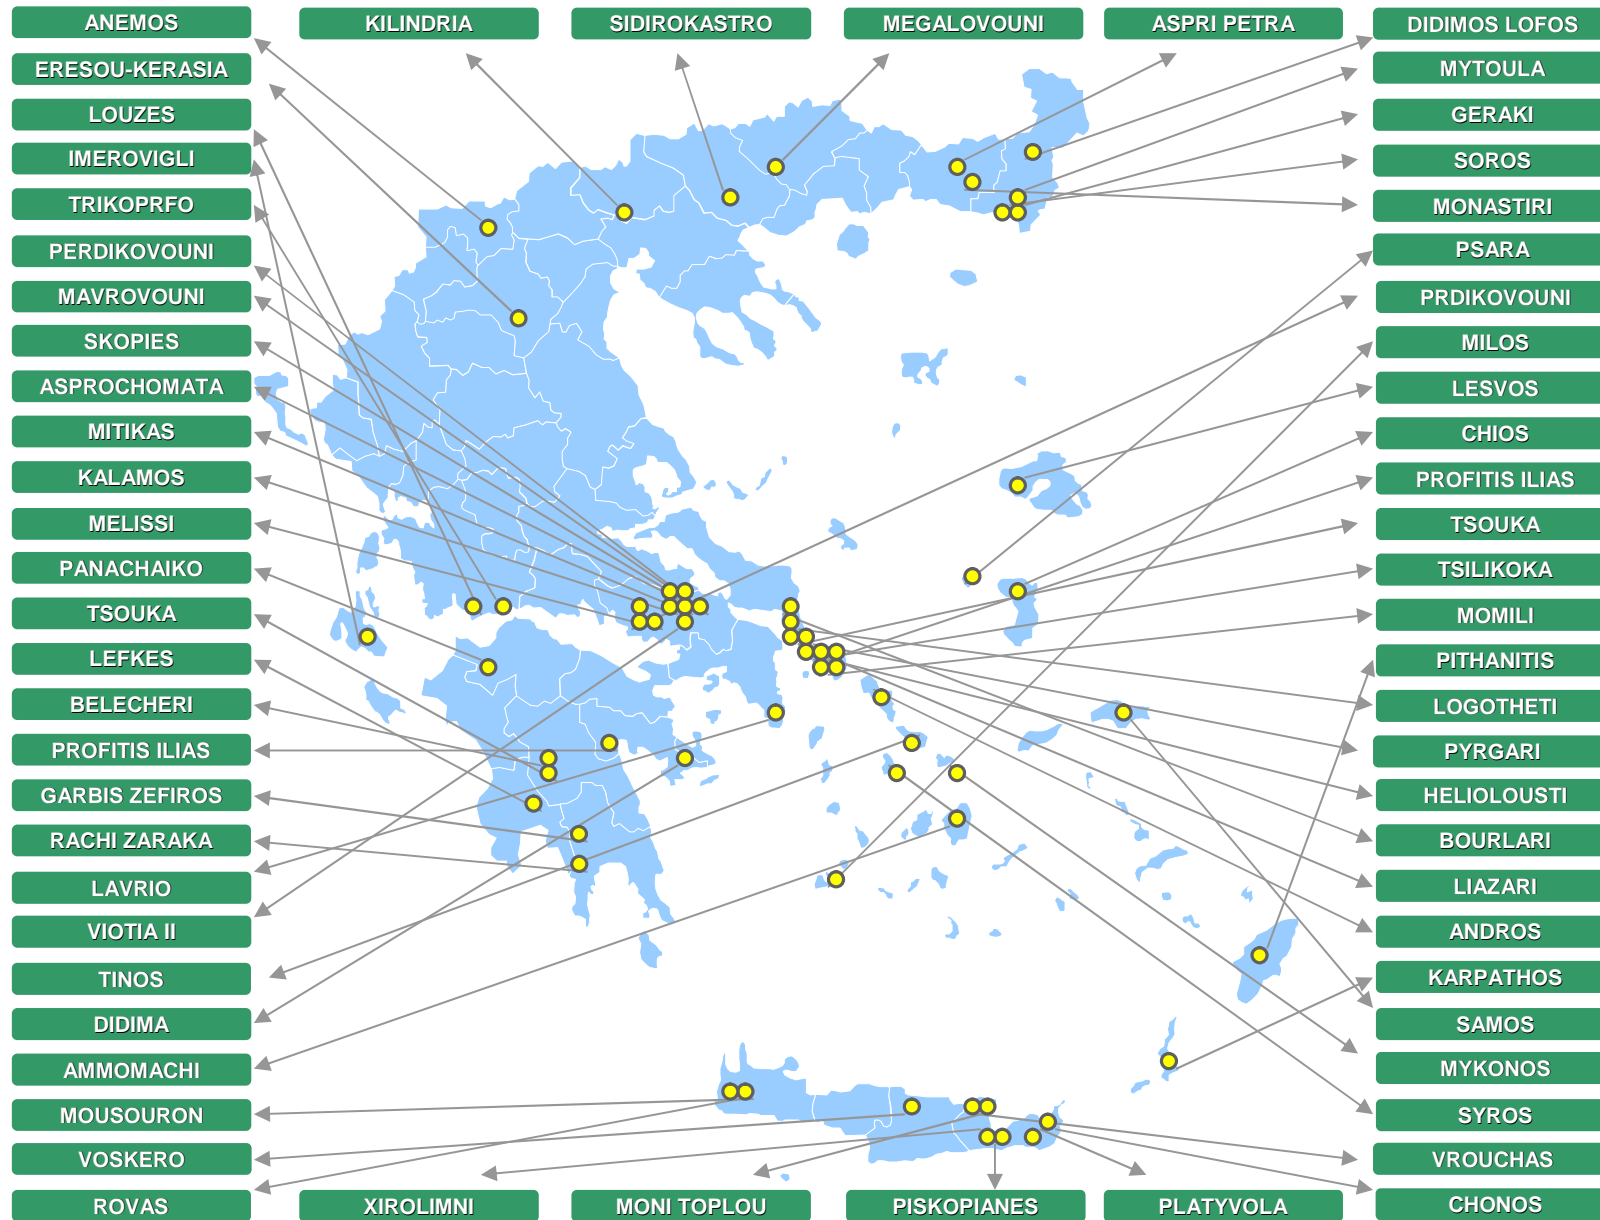 ANEMOS
KILINDRIA
SIDIROKASTRO
MEGALOVOUNI
ASPRI PETRA
DIDIMOS LOFOS
ERESOU-KERASIA
LOUZES
IMEROVIGLI
TRIKOPRFO
PERDIKOVOUNI
MAVROVOUNI
SKOPIES
ASPROCHOMATA
MITIKAS
KALAMOS
MELISSI
PANACHAIKO
TSOUKA
LEFKES
BELECHERI
PROFITIS ILIAS
GARBIS ZEFIROS
RACHI ZARAKA
LAVRIO
VIOTIA II
TINOS
DIDIMA
AMMOMACHI
MOUSOURON
VOSKERO
ROVAS
MYTOULA
GERAKI
SOROS
MONASTIRI
PSARA
PRDIKOVOUNI
MILOS
LESVOS
CHIOS
PROFITIS ILIAS
TSOUKA
TSILIKOKA
MOMILI
PITHANITIS
LOGOTHETI
PYRGARI
HELIOLOUSTI
BOURLARI
LIAZARI
ANDROS
KARPATHOS
SAMOS
MYKONOS
SYROS
VROUCHAS
CHONOS
XIROLIMNI
MONI TOPLOU
PISKOPIANES
PLATYVOLA